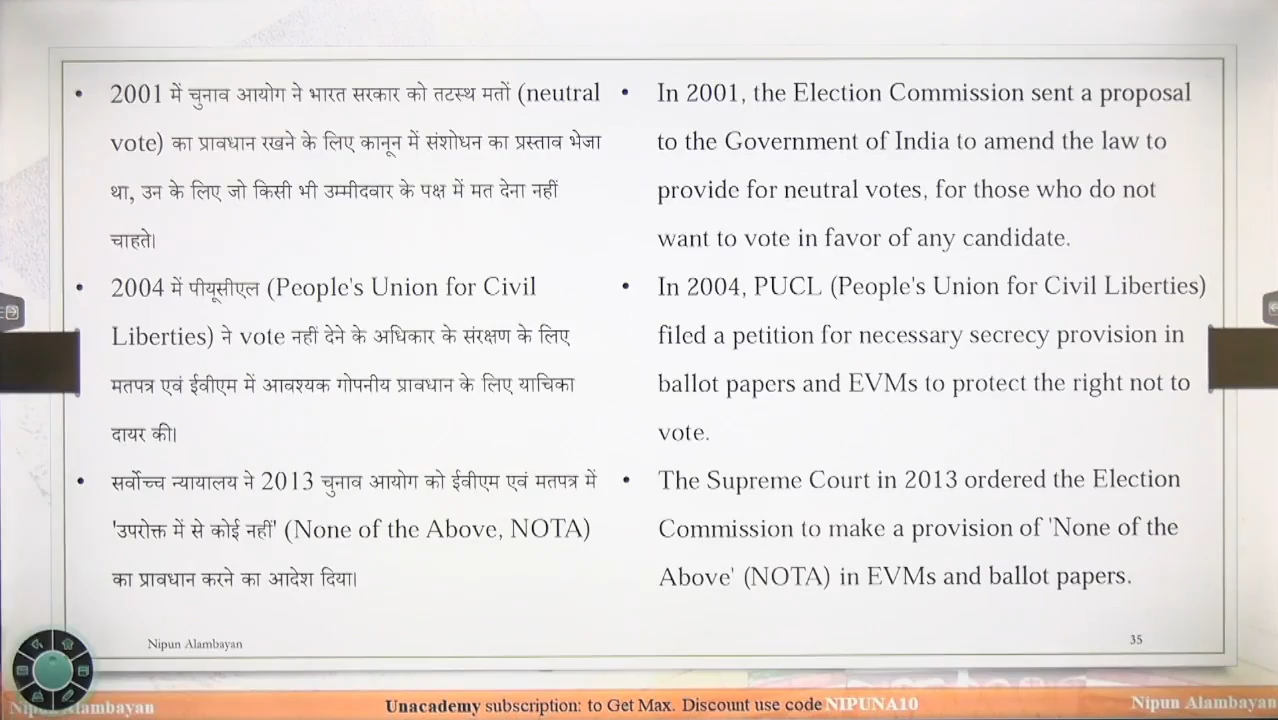 • 2001 में चुनाव आयोग ने भारत सरकार को तटस्थ मतों (neutral
vote) का प्रावधान रखने के लिए कानून में संशोधन का प्रस्ताव भेजा
था, उन के लिए जो किसी भी उम्मीदवार के पक्ष में मत देना नहीं
चाहते।
• 2004 में पीयूसीएल (People's Union for Civil
Liberties) ने vote नहीं देने के अधिकार के संरक्षण के लिए
मतपत्र एवं ईवीएम में आवश्यक गोपनीय प्रावधान के लिए याचिका
दायर की।
• सर्वोच्च न्यायालय ने 2013 चुनाव आयोग को ईवीएम एवं मतपत्र में
'उपरोक्त में से कोई नहीं' (None of the Above, NOTA)
का प्रावधान करने का आदेश दिया।
• In 2001, the Election Commission sent a proposal
to the Government of India to amend the law to
provide for neutral votes, for those who do not
want to vote in favor of any candidate.
• In 2004, PUCL (People's Union for Civil Liberties)
filed a petition for necessary secrecy provision in
ballot papers and EVMs to protect the right not to
vote.
• The Supreme Court in 2013 ordered the Election
Commission to make a provision of 'None of the
Above' (NOTA) in EVMs and ballot papers.
Nipun Alambayan
35
Alambayan
Unacademy subscription: to Get Max. Discount use code NIPUNA10
Nipun Alambayan